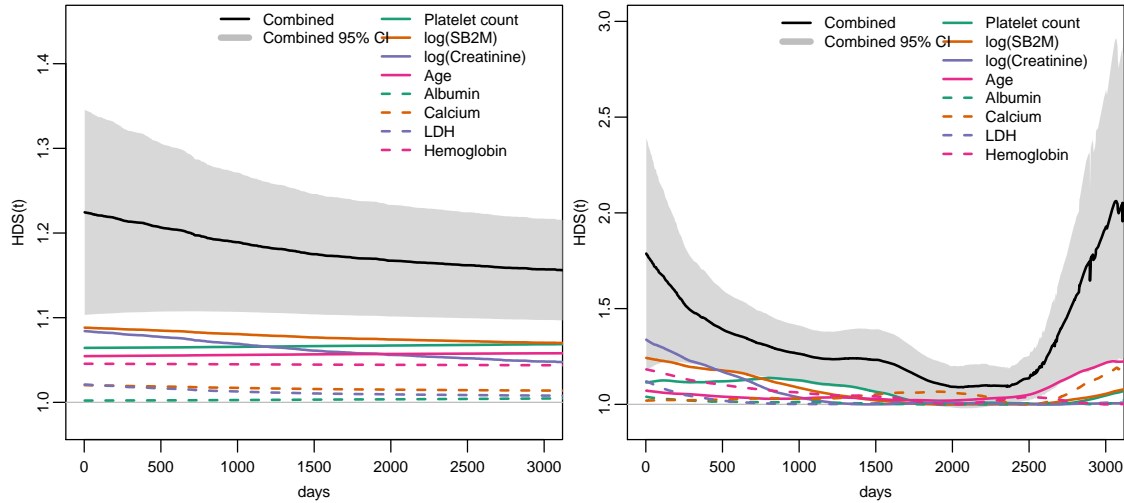 Combined
Combined 95% CI
Platelet count
log(SB2M)
log(Creatinine)
Age
Albumin
Calcium
LDH
Hemoglobin
HDS(t)
1.4
1.3
1.2
1.1
1.0
0 500 1000 1500 2000 2500 3000
days
Combined
Combined 95% CI
Platelet count
log(SB2M)
log(Creatinine)
Age
Albumin
Calcium
LDH
Hemoglobin
HDS(t)
3.0
2.5
2.0
1.5
1.0
0 500 1000 1500 2000 2500 3000
days